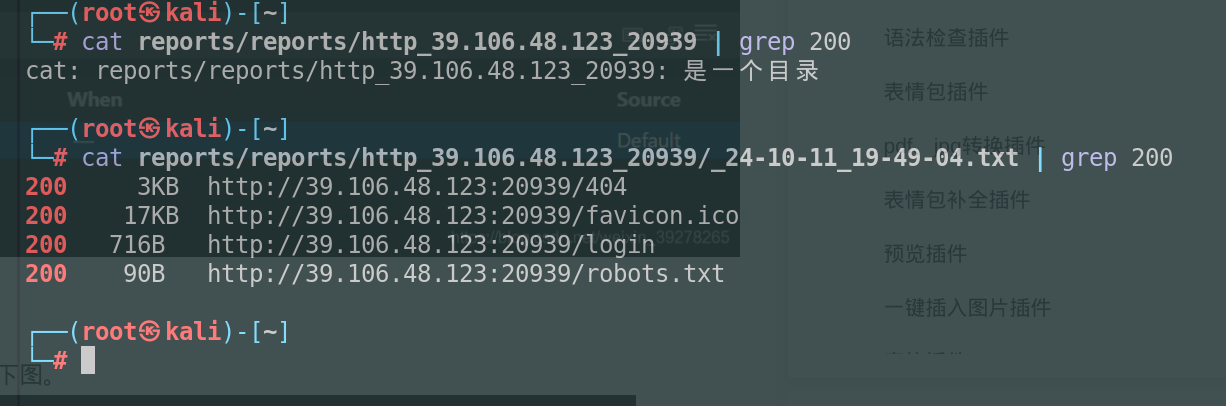 ┌──(root㉿kali)-[~]
└─# cat reports/reports/http_39.106.48.123_20939 | grep 200
cat: reports/reports/http_39.106.48.123_20939: 是一个目录
When Source
┌──(root㉿kali)-[~]
Default
└─# cat reports/reports/http_39.106.48.123_20939/_24-10-11_19-49-04.txt | grep 200
200 3KB http://39.106.48.123:20939/404
200 17KB http://39.106.48.123:20939/favicon.ico
200 716B http://39.106.48.123:20939/login
200 90B http://39.106.48.123:20939/robots.txt
┌──(root㉿kali)-[~]
└─#
下图。
语法检查插件
表情包插件
转换插件
表情包补全插件
预览插件
一键插入图片插件